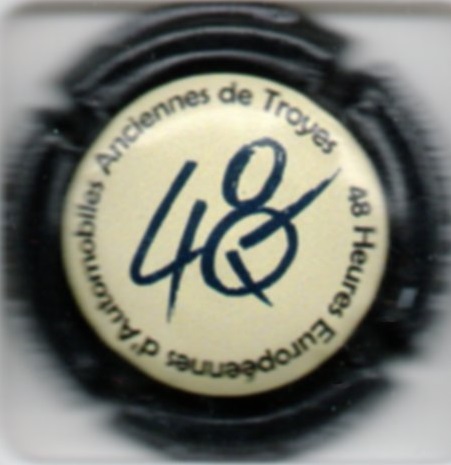 48 Heures Européennes d'Automobiles Anciennes de Troyes
48